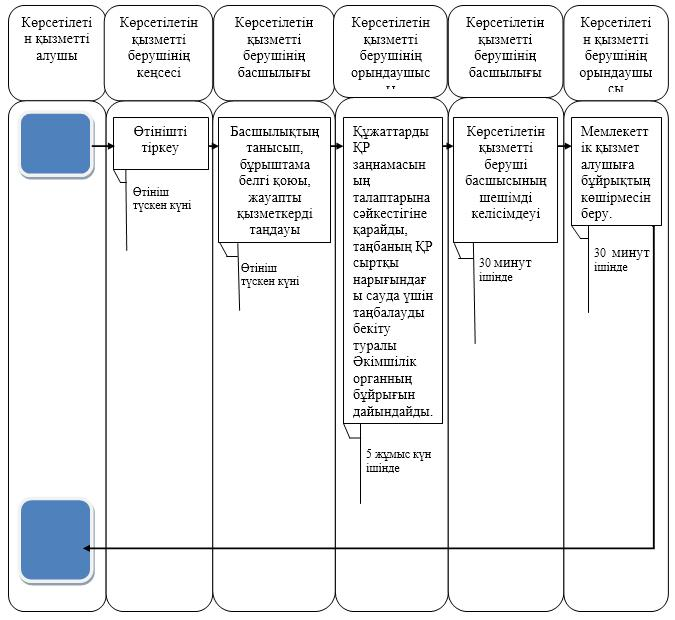 Көрсетілеті
н қызметті
алушы
Көрсетілетін
қызметті
берушінің
кеңсесі
Көрсетілетін
қызметті
берушінің
басшылығы
Көрсетілетін
қызметті
берушінің
орындаушыс
Көрсетілетін
қызметті
берушінің
басшылығы
Көрсетілеті
н қызметті
берушінің
орындаушы
сы
Өтінішті
тіркеу
Өтініш
түскен күні
Басшылықтың
танысып,
бұрыштама
белгі қоюы,
жауапты
қызметкерді
таңдауы
Өтініш
түскен күні
Құжаттарды
ҚР
заңнамасын
ың
талаптарына
сәйкестігіне
қарайды,
таңбаның ҚР
сыртқы
нарығындағ
ы сауда үшін
таңбалауды
бекіту
туралы
Әкімшілік
органның
бұйрығын
дайындайды.
5 жұмыс күн
ішінде
Көрсетілетін
қызметті
беруші
басшысының
шешімді
келісімдеуі
30 минут
ішінде
Мемлекетт
ік қызмет
алушыға
бұйрықтың
көшірмесін
беру.
30 минут
ішінде